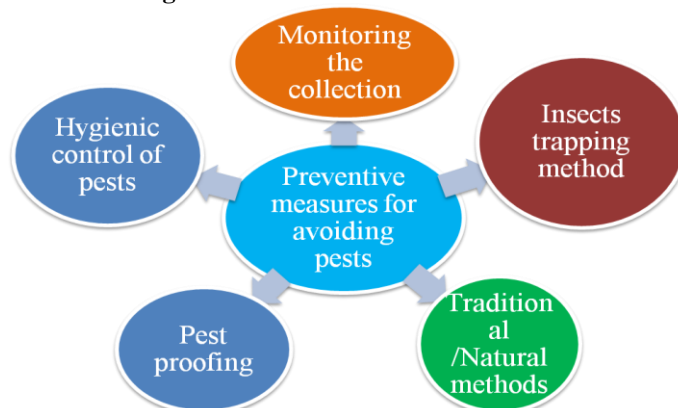 Monitoring
the
collection
Insects
trapping
method
Hygienic
control of
pests
Preventive
measures for
avoiding
pests
Tradition
al
/Natural
methods
Pest
proofing